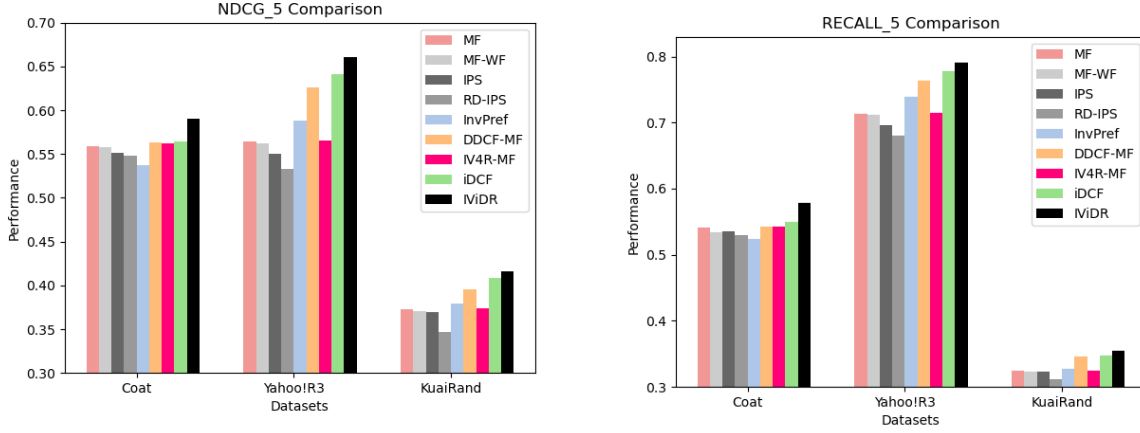 NDCG_5 Comparison
0.70
0.65
0.60
0.55
0.50
0.45
0.40
0.35
0.30
Performance
MF
MF-WF
IPS
RD-IPS
InvPref
DDCF-MF
IV4R-MF
iDCF
IViDR
Coat
Yahoo!R3
KuaiRand
Datasets
RECALL_5 Comparison
0.8
0.7
0.6
0.5
0.4
0.3
Performance
MF
MF-WF
IPS
RD-IPS
InvPref
DDCF-MF
IV4R-MF
iDCF
IViDR
Coat
Yahoo!R3
KuaiRand
Datasets